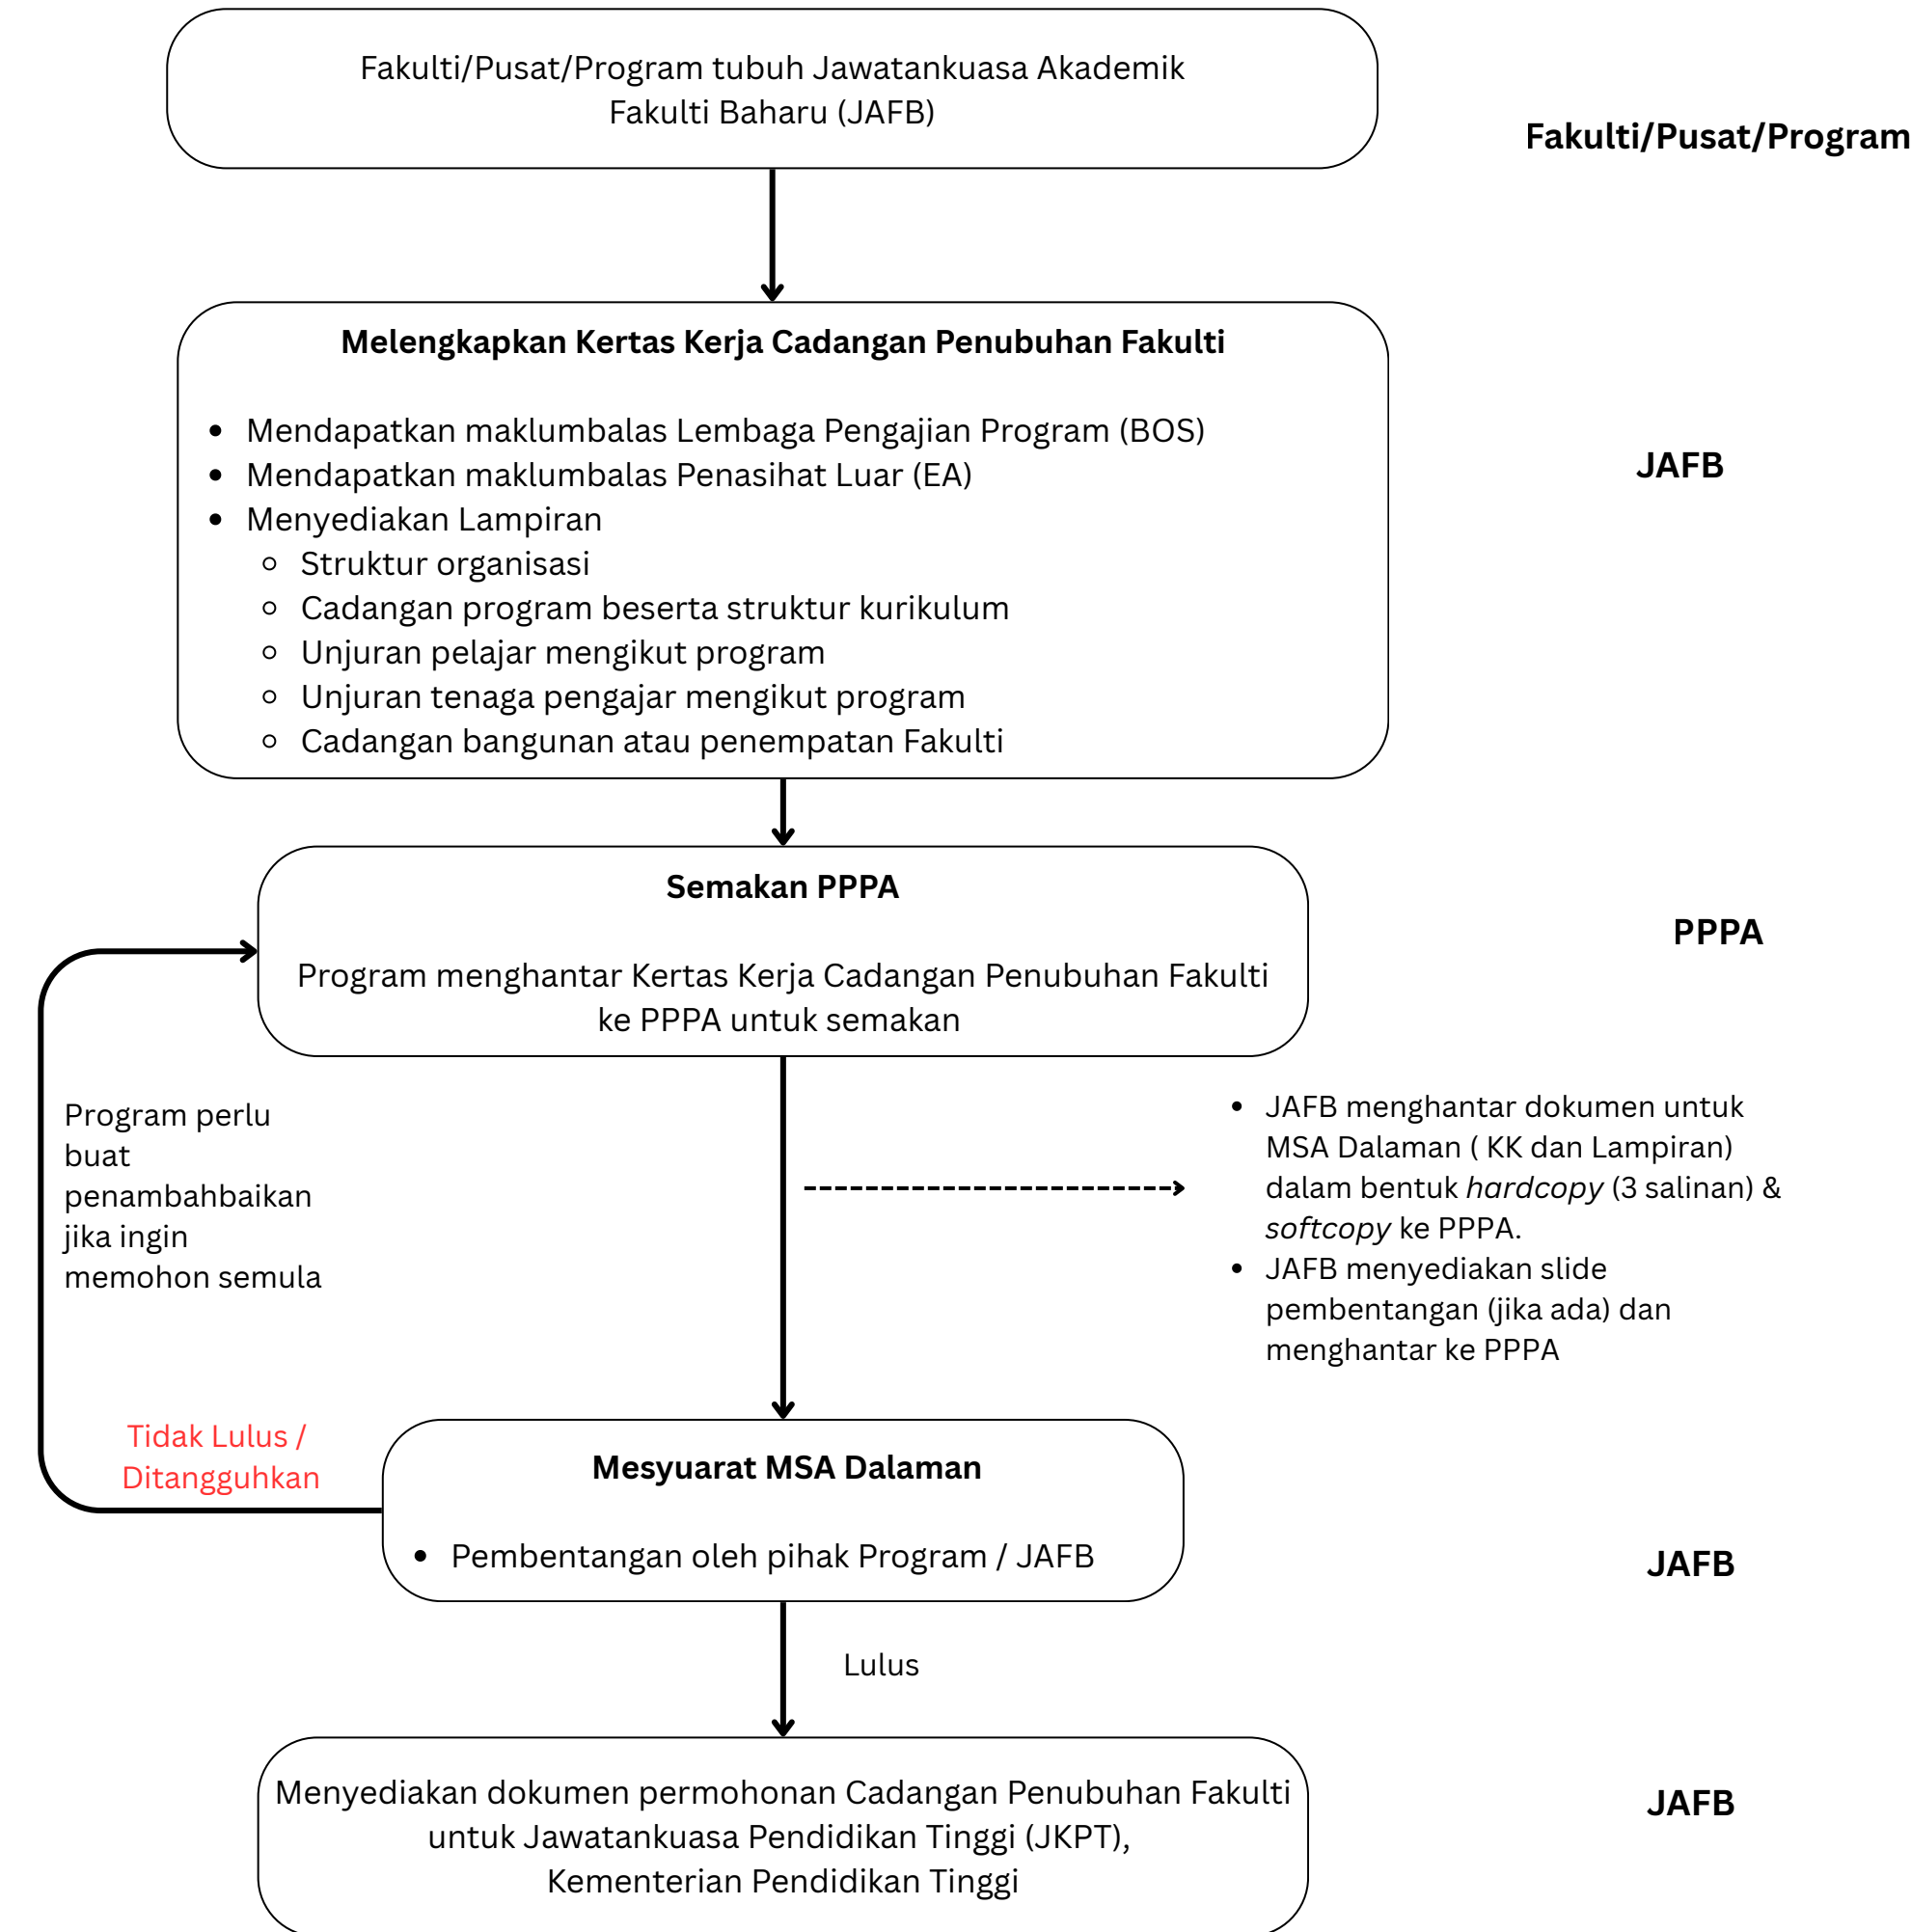 Fakulti/Pusat/Program tubuh Jawatankuasa Akademik
Fakulti Baharu (JAFB)
Fakulti/Pusat/Program
Melengkapkan Kertas Kerja Cadangan Penubuhan Fakulti
• Mendapatkan maklumbalas Lembaga Pengajian Program (BOS)
• Mendapatkan maklumbalas Penasihat Luar (EA)
• Menyediakan Lampiran
◦ Struktur organisasi
◦ Cadangan program beserta struktur kurikulum
◦ Unjuran pelajar mengikut program
◦ Unjuran tenaga pengajar mengikut program
◦ Cadangan bangunan atau penempatan Fakulti
JAFB
Semakan PPPA
Program menghantar Kertas Kerja Cadangan Penubuhan Fakulti
ke PPPA untuk semakan
PPPA
Program perlu
buat
penambahbaikan
jika ingin
memohon semula
• JAFB menghantar dokumen untuk
MSA Dalaman ( KK dan Lampiran)
dalam bentuk hardcopy (3 salinan) &
softcopy ke PPPA.
• JAFB menyediakan slide
pembentangan (jika ada) dan
menghantar ke PPPA
Tidak Lulus /
Ditangguhkan
Mesyuarat MSA Dalaman
• Pembentangan oleh pihak Program / JAFB
JAFB
Lulus
Menyediakan dokumen permohonan Cadangan Penubuhan Fakulti
untuk Jawatankuasa Pendidikan Tinggi (JKPT),
Kementerian Pendidikan Tinggi
JAFB